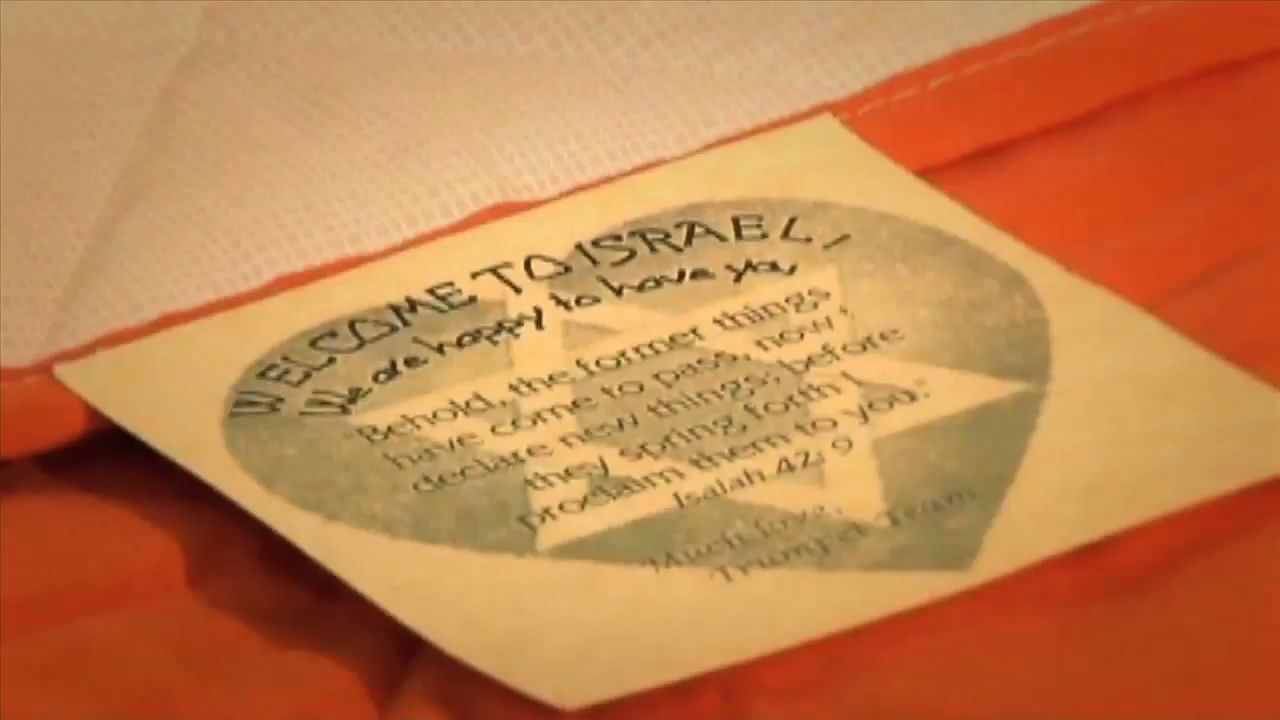 WELCOME TO ISRAEL!
We are happy to have you
"Behold, the former things
have come to pass, now I
declare new things; before
they spring forth I
proclaim them to you."
Isaiah 42; 9
Much love,
Trumpet Team